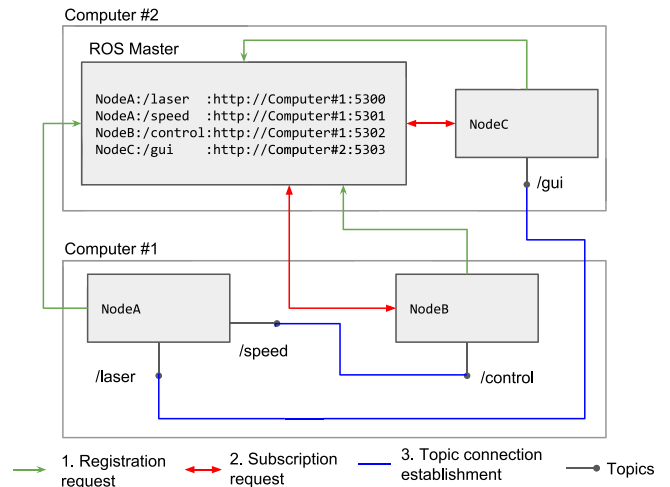 Computer #2
ROS Master
NodeA:/laser  :http://Computer#1:5300
NodeA:/speed  :http://Computer#1:5301
NodeB:/control:http://Computer#1:5302
NodeC:/gui    :http://Computer#2:5303
NodeC
/gui
Computer #1
NodeA
NodeB
/speed
/laser
/control
1. Registration
request
2. Subscription
request
3. Topic connection
establishment
Topics